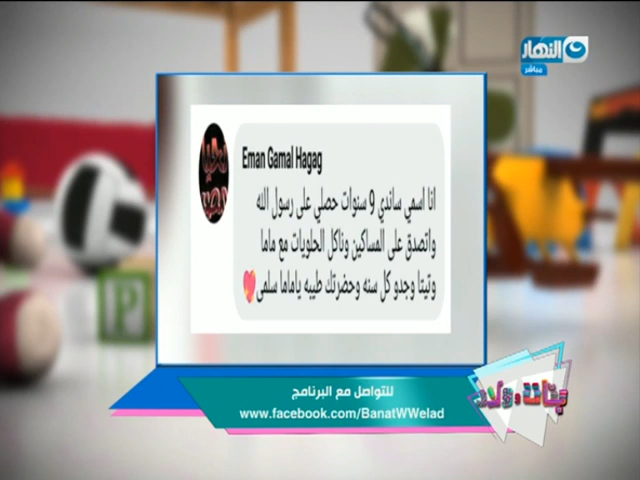 النهار
مباشر
Eman Gamal Hagag
انا اسمي ساندي 9 سنوات حصلي على رسول الله
واتصدق على المساكين وناكل الحلويات مع ماما
وتيتا وجدو كل سنه وحضرتك طيبه ياماما سلمى💖
للتواصل مع البرنامج
www.facebook.com/BanatWWelad
بنات و ولاد
P